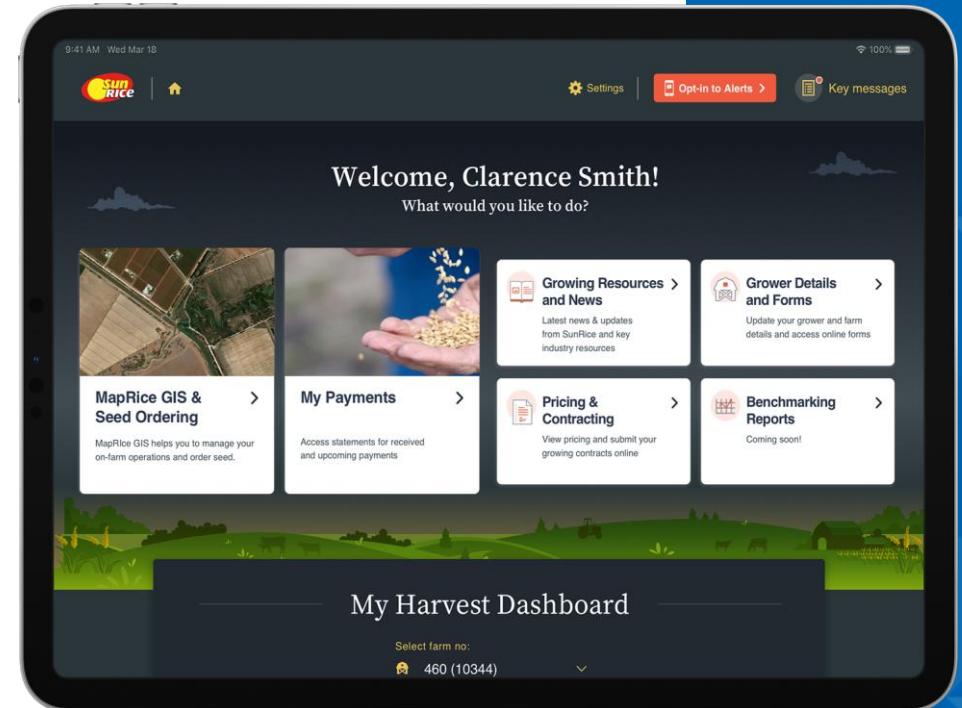 9:41 AM Wed Mar 18
100%
Sun
RICE
Settings
Opt-in to Alerts
Key messages
Welcome, Clarence Smith!
What would you like to do?
MapRice GIS &
Seed Ordering
MapRIce GIS helps you to manage your
on-farm operations and order seed.
My Payments
Access statements for received
and upcoming payments
Growing Resources
and News
Latest news & updates
from SunRice and key
industry resources
Grower Details
and Forms
Update your grower and farm
details and access online forms
Pricing &
Contracting
View pricing and submit your
growing contracts online
Benchmarking
Reports
Coming soon!
My Harvest Dashboard
Select farm no:
460 (10344)